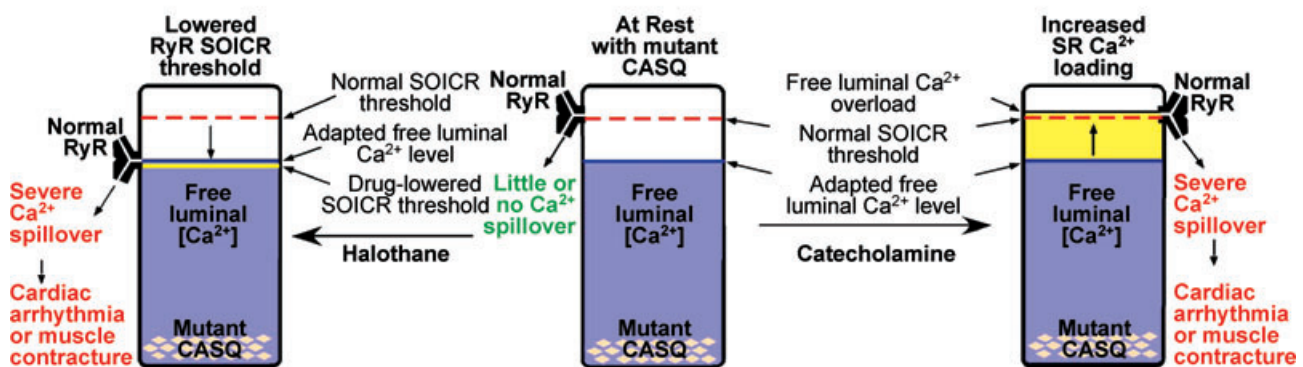 Lowered
RyR SOICR
threshold
Normal SOICR
threshold
Normal
RyR
Adapted free luminal
Ca²⁺ level
Drug-lowered
SOICR threshold
Severe
Ca²⁺
spillover
Free
luminal
[Ca²⁺]
Halothane
Cardiac
arrhythmia
or muscle
contracture
Mutant
CASQ
At Rest
with mutant
CASQ
Normal
RyR
Little or
no Ca²⁺
spillover
Free
luminal
[Ca²⁺]
Mutant
CASQ
Free luminal Ca²⁺
overload
Normal SOICR
threshold
Adapted free
luminal Ca²⁺ level
Catecholamine
Increased
SR Ca²⁺
loading
Normal
RyR
Free
luminal
[Ca²⁺]
Severe
Ca²⁺
spillover
Cardiac
arrhythmia
or muscle
contracture
Mutant
CASQ